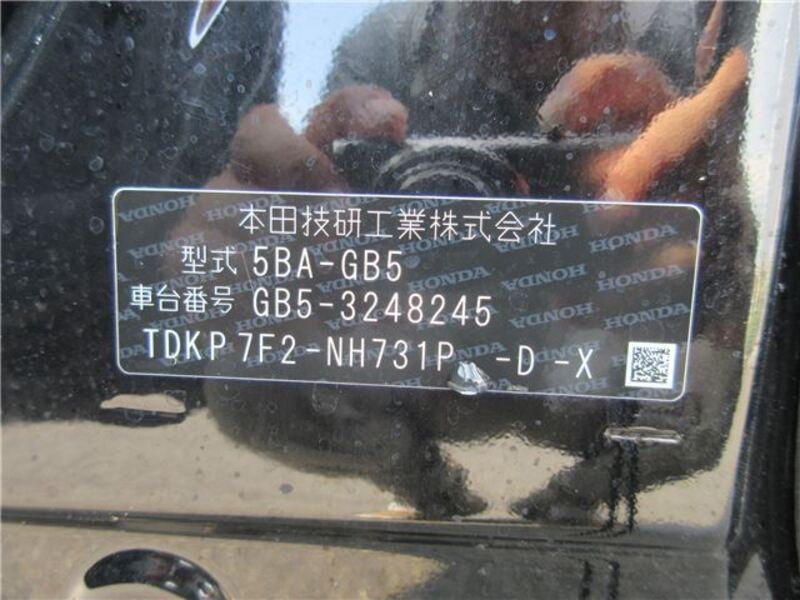 本田技研工業株式会社
型式 5BA-GB5
車台番号 GB5-3248245
TDKP 7F2-NH731P -D -X